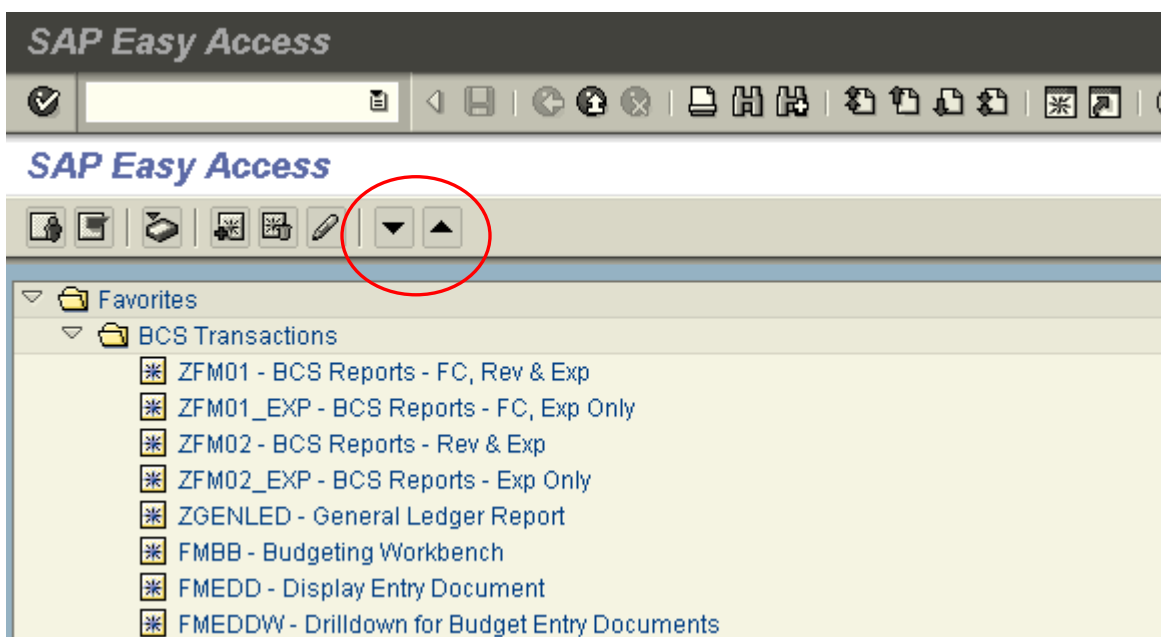 SAP Easy Access
SAP Easy Access
Favorites
BCS Transactions
ZFM01 - BCS Reports - FC, Rev & Exp
ZFM01_EXP - BCS Reports - FC, Exp Only
ZFM02 - BCS Reports - Rev & Exp
ZFM02_EXP - BCS Reports - Exp Only
ZGENLED - General Ledger Report
FMBB - Budgeting Workbench
FMEDD - Display Entry Document
FMEDDW - Drilldown for Budget Entry Documents